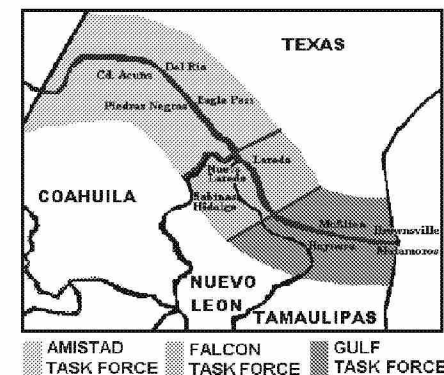 TEXAS
Del Rio
Cd. Acuña
Eagle Pass
Piedras Negras
Laredo
Nuevo
Laredo
COAHUILA
Sabinas
Hidalgo
McAllen
Brownsville
Reynosa
Matamoros
NUEVO
LEON
TAMAULIPAS
AMISTAD
TASK FORCE
FALCON
TASK FORCE
GULF
TASK FORCE